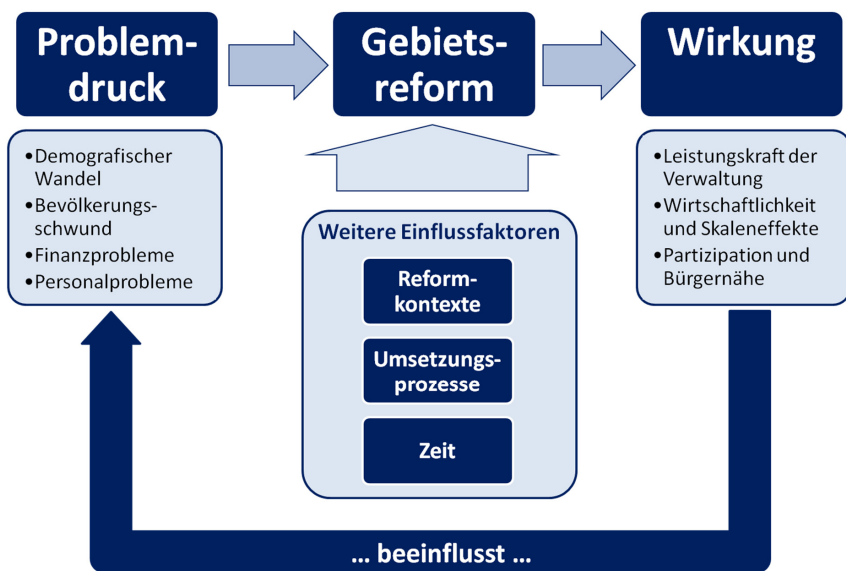 Problem-
druck
Gebiets-
reform
Wirkung
•Demografischer
Wandel
•Bevölkerungs-
schwund
•Finanzprobleme
•Personalprobleme
Weitere Einflussfaktoren
Reform-
kontexte
Umsetzungs-
prozesse
Zeit
•Leistungskraft der
Verwaltung
•Wirtschaftlichkeit
und Skaleneffekte
•Partizipation und
Bürgernähe
... beeinflusst ...